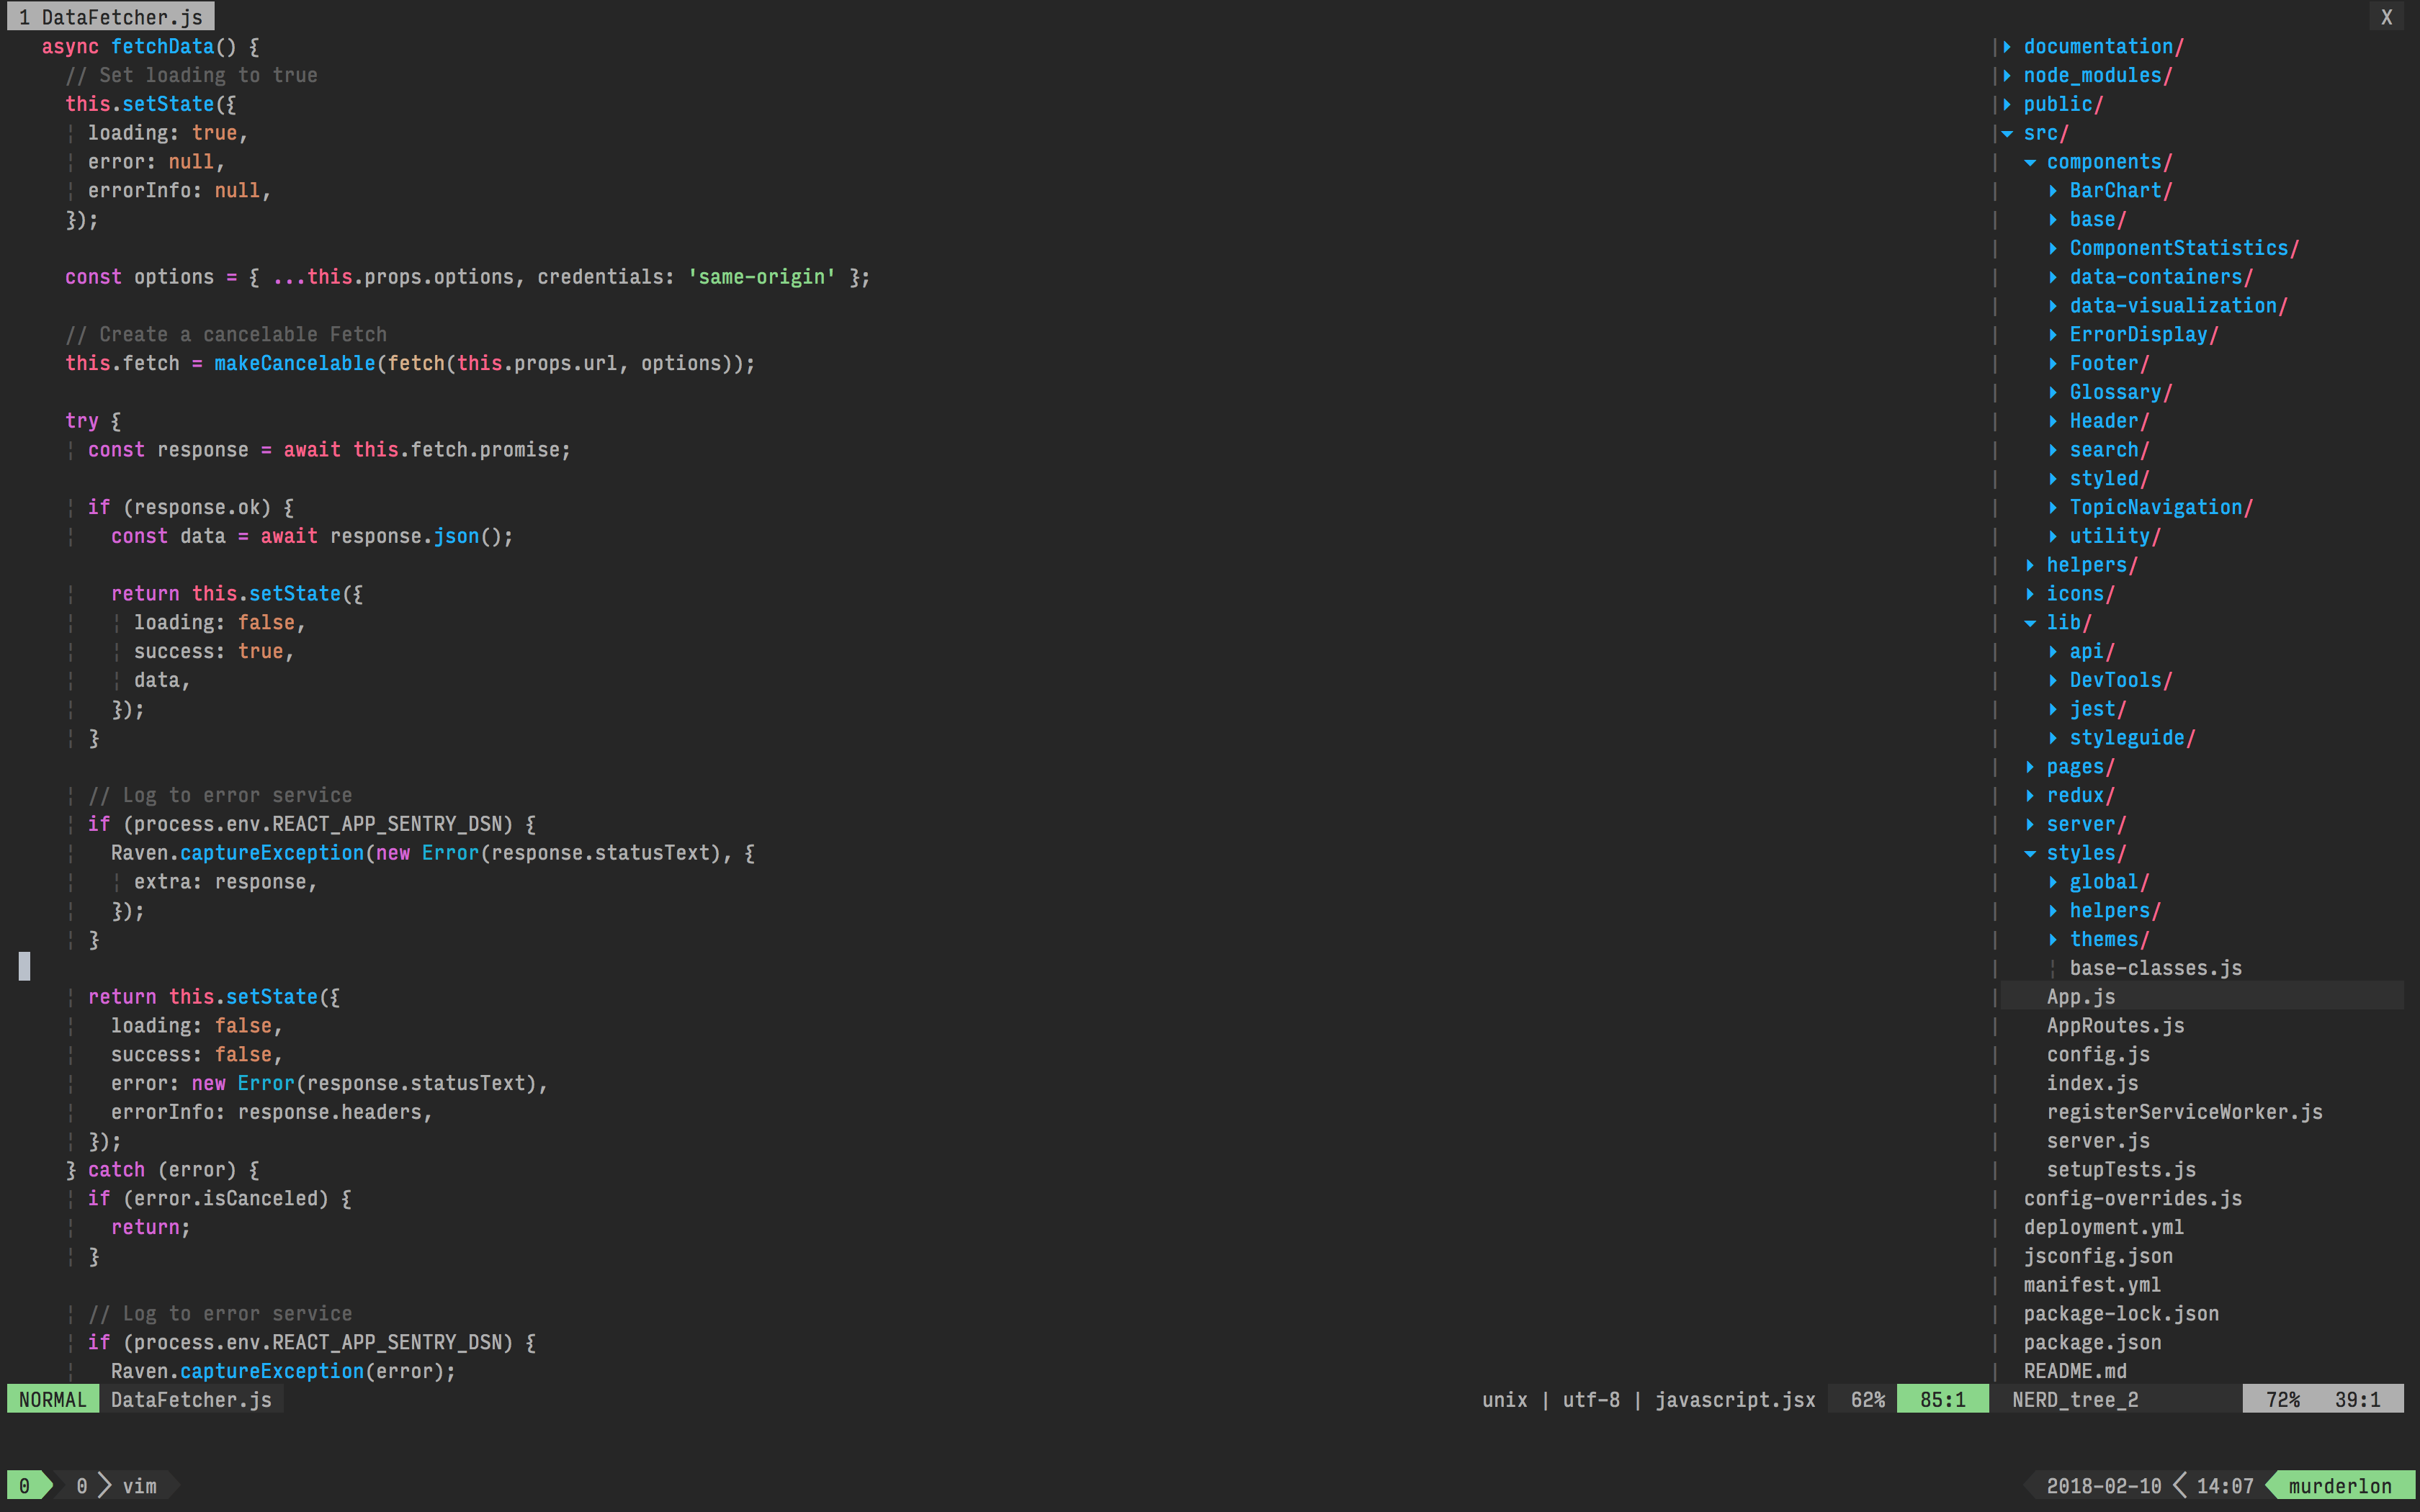 1 DataFetcher.js
X
async fetchData() {
// Set loading to true
this.setState({
loading: true,
error: null,
errorInfo: null,
});
const options = { ...this.props.options, credentials: 'same-origin' };
// Create a cancelable Fetch
this.fetch = makeCancelable(fetch(this.props.url, options));
try {
const response = await this.fetch.promise;
if (response.ok) {
const data = await response.json();
return this.setState({
loading: false,
success: true,
data,
});
}
// Log to error service
if (process.env.REACT_APP_SENTRY_DSN) {
Raven.captureException(new Error(response.statusText), {
extra: response,
});
}
return this.setState({
loading: false,
success: false,
error: new Error(response.statusText),
errorInfo: response.headers,
});
} catch (error) {
if (error.isCanceled) {
return;
}
// Log to error service
if (process.env.REACT_APP_SENTRY_DSN) {
Raven.captureException(error);
documentation/
node_modules/
public/
src/
components/
BarChart/
base/
ComponentStatistics/
data-containers/
data-visualization/
ErrorDisplay/
Footer/
Glossary/
Header/
search/
styled/
TopicNavigation/
utility/
helpers/
icons/
lib/
api/
DevTools/
jest/
styleguide/
pages/
redux/
server/
styles/
global/
helpers/
themes/
base-classes.js
App.js
AppRoutes.js
config.js
index.js
registerServiceWorker.js
server.js
setupTests.js
config-overrides.js
deployment.yml
jsconfig.json
manifest.yml
package-lock.json
package.json
README.md
NORMAL DataFetcher.js unix | utf-8 | javascript.jsx 62% 85:1 NERD_tree_2 72% 39:1
0 0 vim 2018-02-10 14:07 murderlon